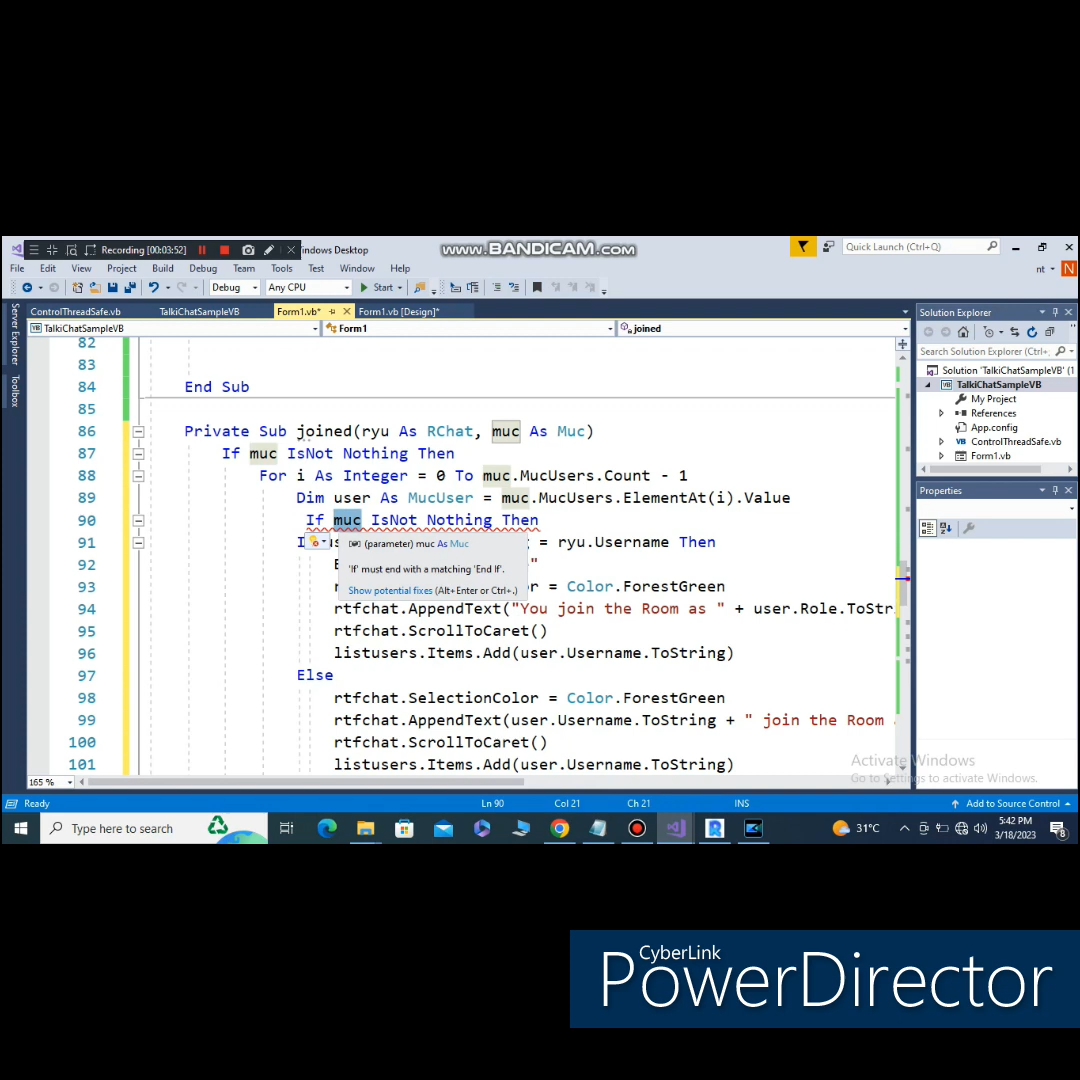 Recording [00:03:52]
indows Desktop
www.BANDICAM.com
Quick Launch (Ctrl+Q)
File Edit View Project Build Debug Team Tools Test Window Help
nt
N
Debug Any CPU Start
ControlThreadSafe.vb TalkiChatSampleVB Form1.vb* Form1.vb [Design]*
Solution Explorer
TalkiChatSampleVB Form1 joined
Server Explorer
Toolbox
Search Solution Explorer (Ctrl+;
Solution 'TalkiChatSampleVB' (1
TalkiChatSampleVB
My Project
References
App.config
ControlThreadSafe.vb
Form1.vb
Properties
82
83
84 End Sub
85
86 Private Sub joined(ryu As RChat, muc As Muc)
87 If muc IsNot Nothing Then
88 For i As Integer = 0 To muc.MucUsers.Count - 1
89 Dim user As MucUser = muc.MucUsers.ElementAt(i).Value
90 If muc IsNot Nothing Then
91 = ryu.Username Then
(parameter) muc As Muc
'If' must end with a matching 'End If'.
Show potential fixes (Alt+Enter or Ctrl+.)
92 "
93 = Color.ForestGreen
94 rtfchat.AppendText("You join the Room as " + user.Role.ToStr
95 rtfchat.ScrollToCaret()
96 listusers.Items.Add(user.Username.ToString)
97 Else
98 rtfchat.SelectionColor = Color.ForestGreen
99 rtfchat.AppendText(user.Username.ToString + " join the Room
100 rtfchat.ScrollToCaret()
101 listusers.Items.Add(user.Username.ToString)
Activate Windows
Go to Settings to activate Windows.
165 %
Ready Ln 90 Col 21 Ch 21 INS Add to Source Control
Type here to search
31°C
5:42 PM
3/18/2023
8
CyberLink
PowerDirector